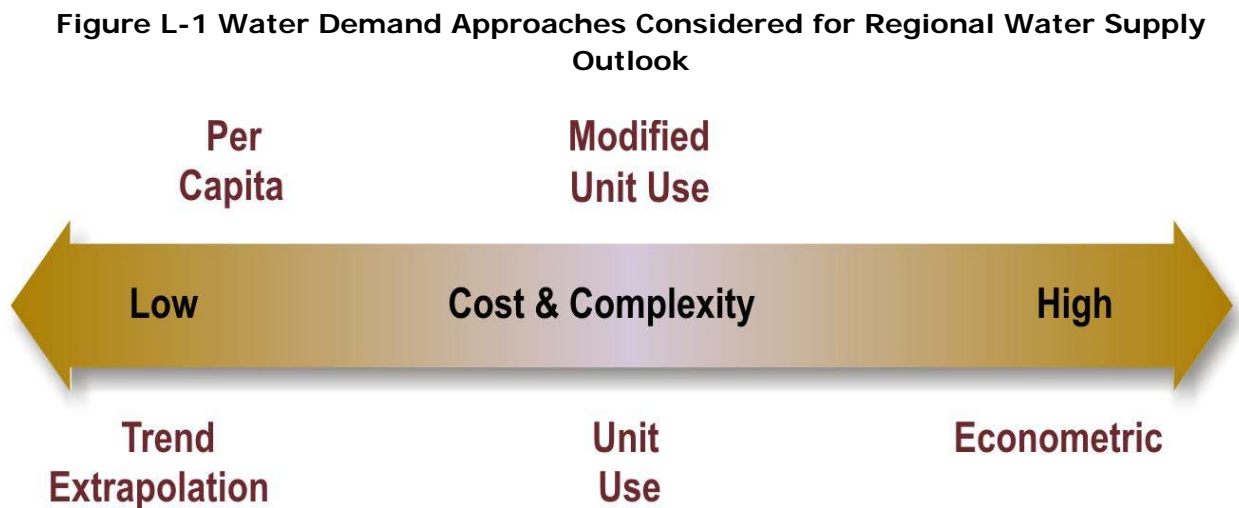 Figure L-1 Water Demand Approaches Considered for Regional Water Supply
Outlook
Per
Capita
Modified
Unit Use
Low
Cost & Complexity
High
Trend
Extrapolation
Unit
Use
Econometric